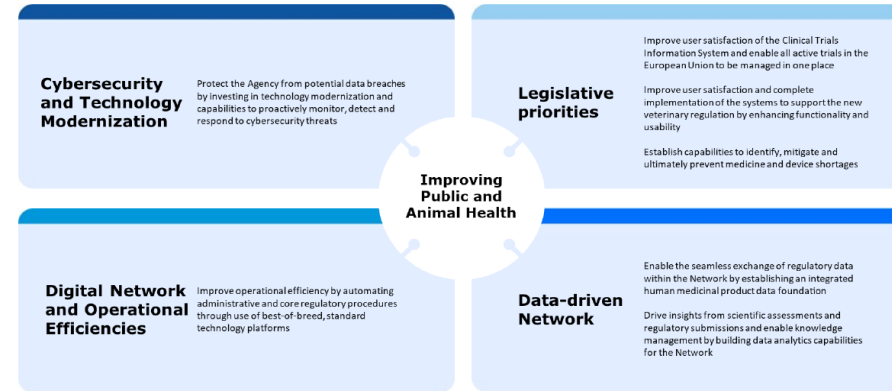 Cybersecurity
and Technology
Modernization
Protect the Agency from potential data breaches
by investing in technology modernization and
capabilities to proactively monitor, detect and
respond to cybersecurity threats
Legislative
priorities
Improve user satisfaction of the Clinical Trials
Information System and enable all active trials in the
European Union to be managed in one place
Improve user satisfaction and complete
implementation of the systems to support the new
veterinary regulation by enhancing functionality and
usability
Establish capabilities to identify, mitigate and
ultimately prevent medicine and device shortages
Improving
Public and
Animal Health
Digital Network
and Operational
Efficiencies
Improve operational efficiency by automating
administrative and core regulatory procedures
through use of best-of-breed, standard
technology platforms
Data-driven
Network
Enable the seamless exchange of regulatory data
within the Network by establishing an integrated
human medicinal product data foundation
Drive insights from scientific assessments and
regulatory submissions and enable knowledge
management by building data analytics capabilities
for the Network